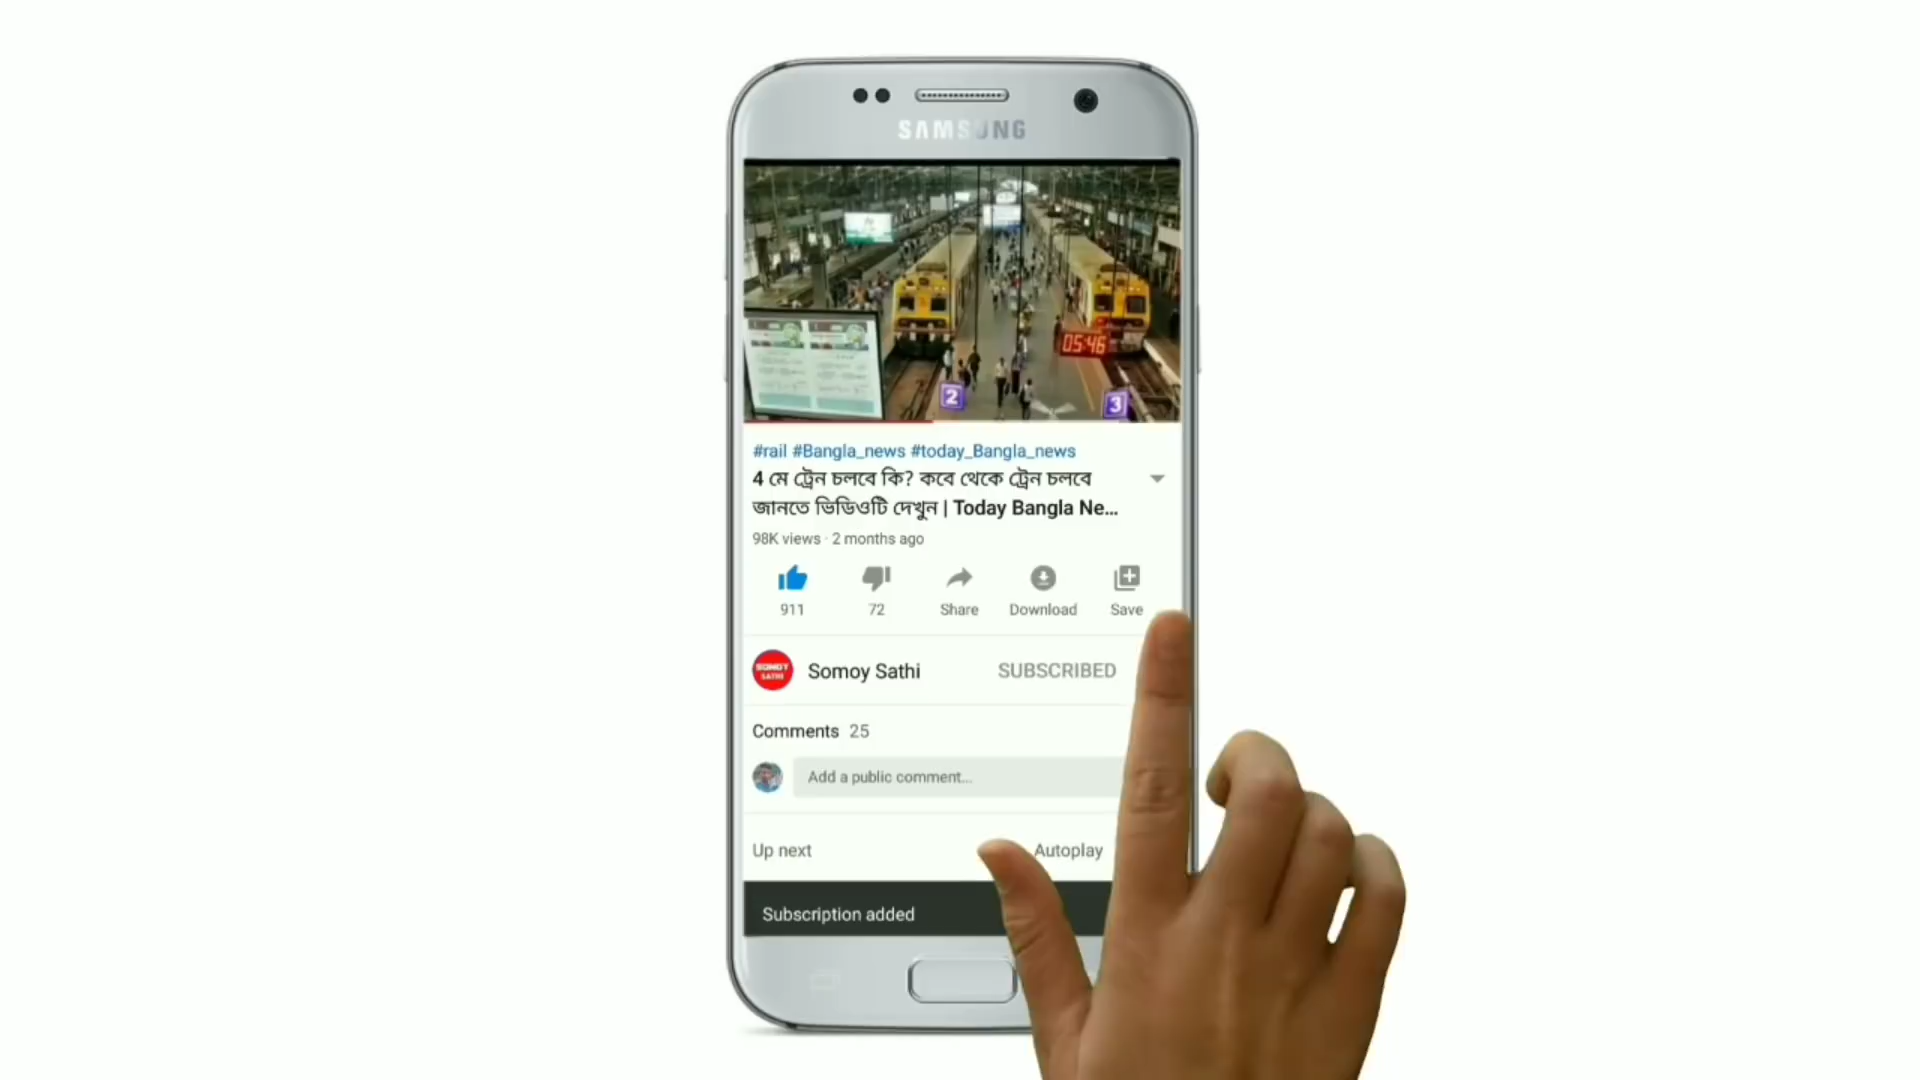 SAMSUNG
05:46
2
3
#rail #Bangla_news #today_Bangla_news
4 মে ট্রেন চলবে কি? কবে থেকে ট্রেন চলবে
জানতে ভিডিওটি দেখুন | Today Bangla Ne...
98K views · 2 months ago
911
72
Share
Download
Save
SOMOY
SATHI
Somoy Sathi
SUBSCRIBED
Comments 25
Add a public comment...
Up next
Autoplay
Subscription added